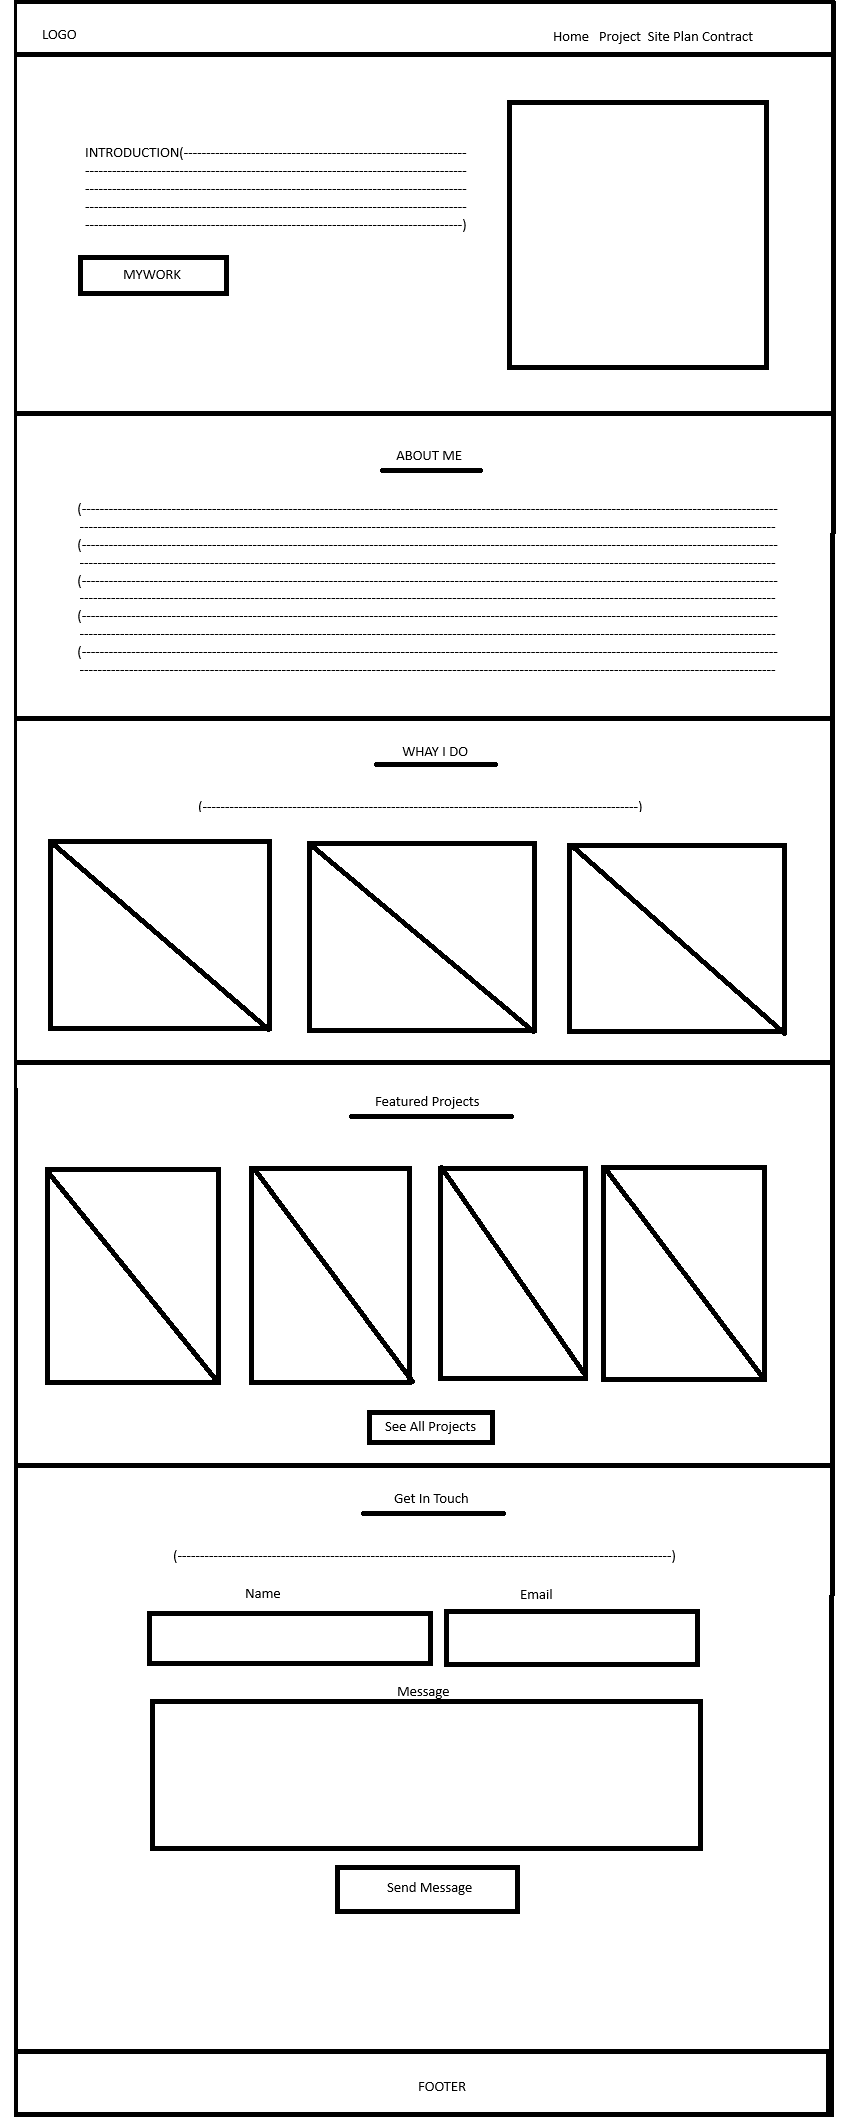 LOGO
Home Project Site Plan Contract
INTRODUCTION(----------------------------------------------------------------
--------------------------------------------------------------------------------------
--------------------------------------------------------------------------------------
--------------------------------------------------------------------------------------
-------------------------------------------------------------------------------------)
MYWORK
ABOUT ME
(------------------------------------------------------------------------------------------------------------------------
------------------------------------------------------------------------------------------------------------------------
(------------------------------------------------------------------------------------------------------------------------
------------------------------------------------------------------------------------------------------------------------
(------------------------------------------------------------------------------------------------------------------------
------------------------------------------------------------------------------------------------------------------------
(------------------------------------------------------------------------------------------------------------------------
------------------------------------------------------------------------------------------------------------------------
(------------------------------------------------------------------------------------------------------------------------
------------------------------------------------------------------------------------------------------------------------
WHAY I DO
(--------------------------------------------------------------------------------------------------)
Featured Projects
See All Projects
Get In Touch
(--------------------------------------------------------------------------------------------------------------)
Name Email
Message
Send Message
FOOTER